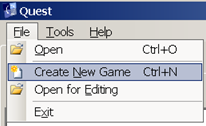 Quest
File Tools Help
Open Ctrl+O
Create New Game Ctrl+N
Open for Editing
Exit